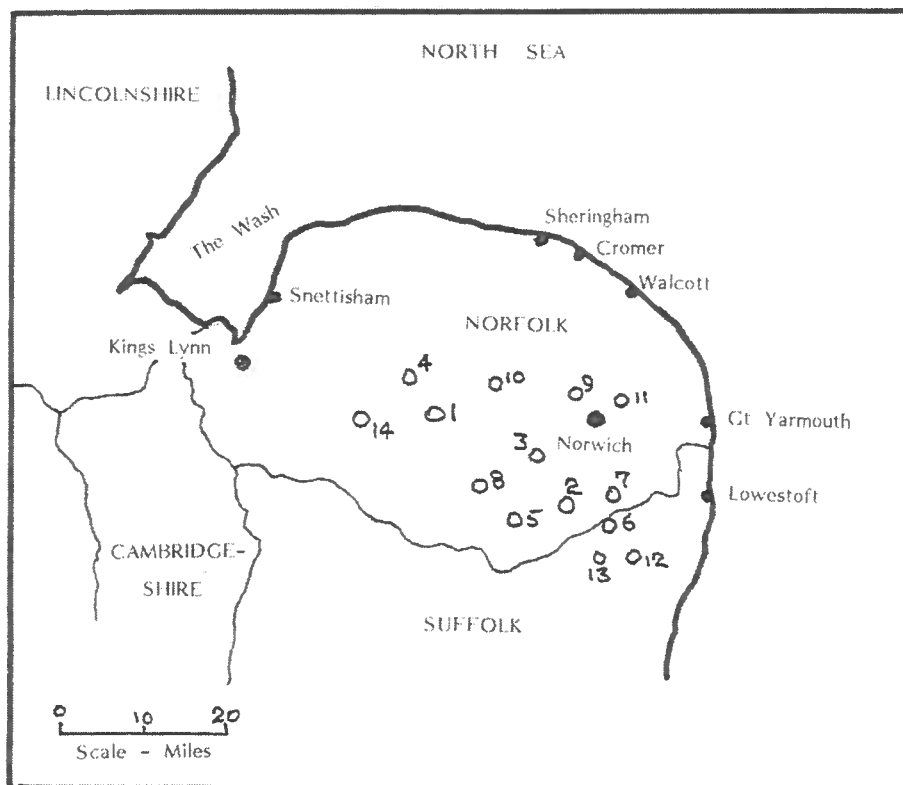 NORTH SEA
LINCOLNSHIRE
The Wash
Sheringham
Cromer
Walcott
Snettisham
NORFOLK
Kings Lynn
4
10
9
11
1
14
Gt Yarmouth
Norwich
3
8
2
7
Lowestoft
5
6
CAMBRIDGE-
SHIRE
13
12
SUFFOLK
0 10 20
Scale - Miles